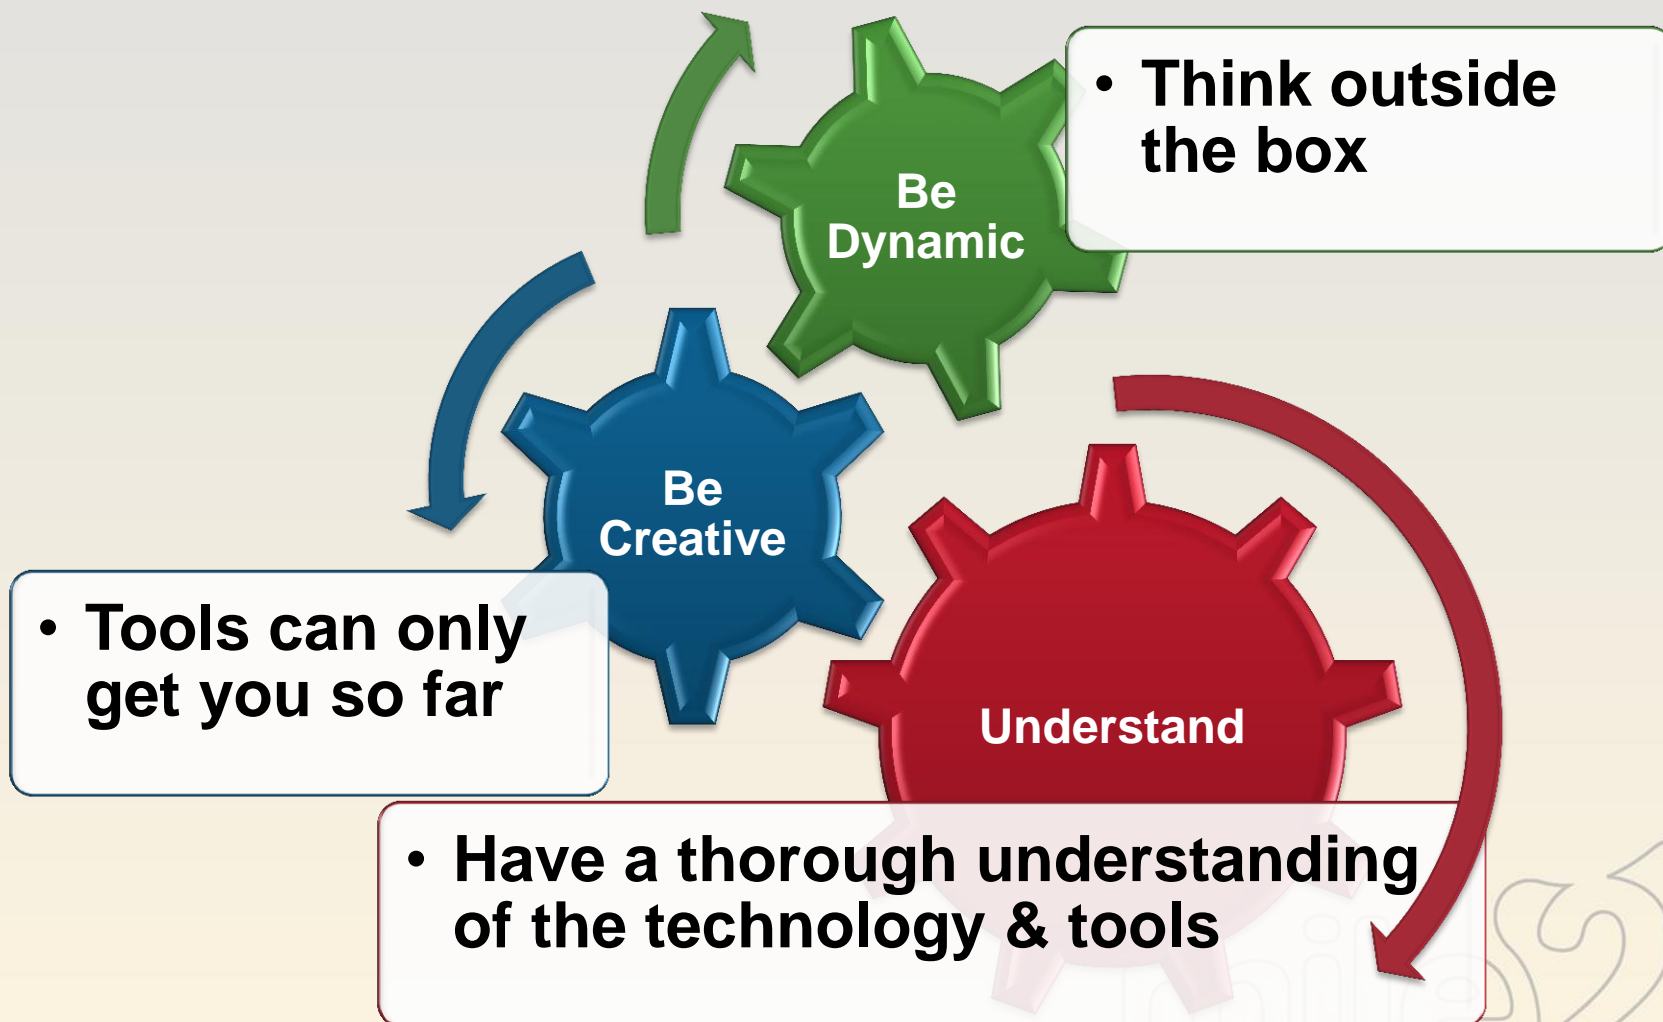 • Think outside
the box
Be
Dynamic
Be
Creative
• Tools can only
get you so far
Understand
• Have a thorough understanding
of the technology & tools